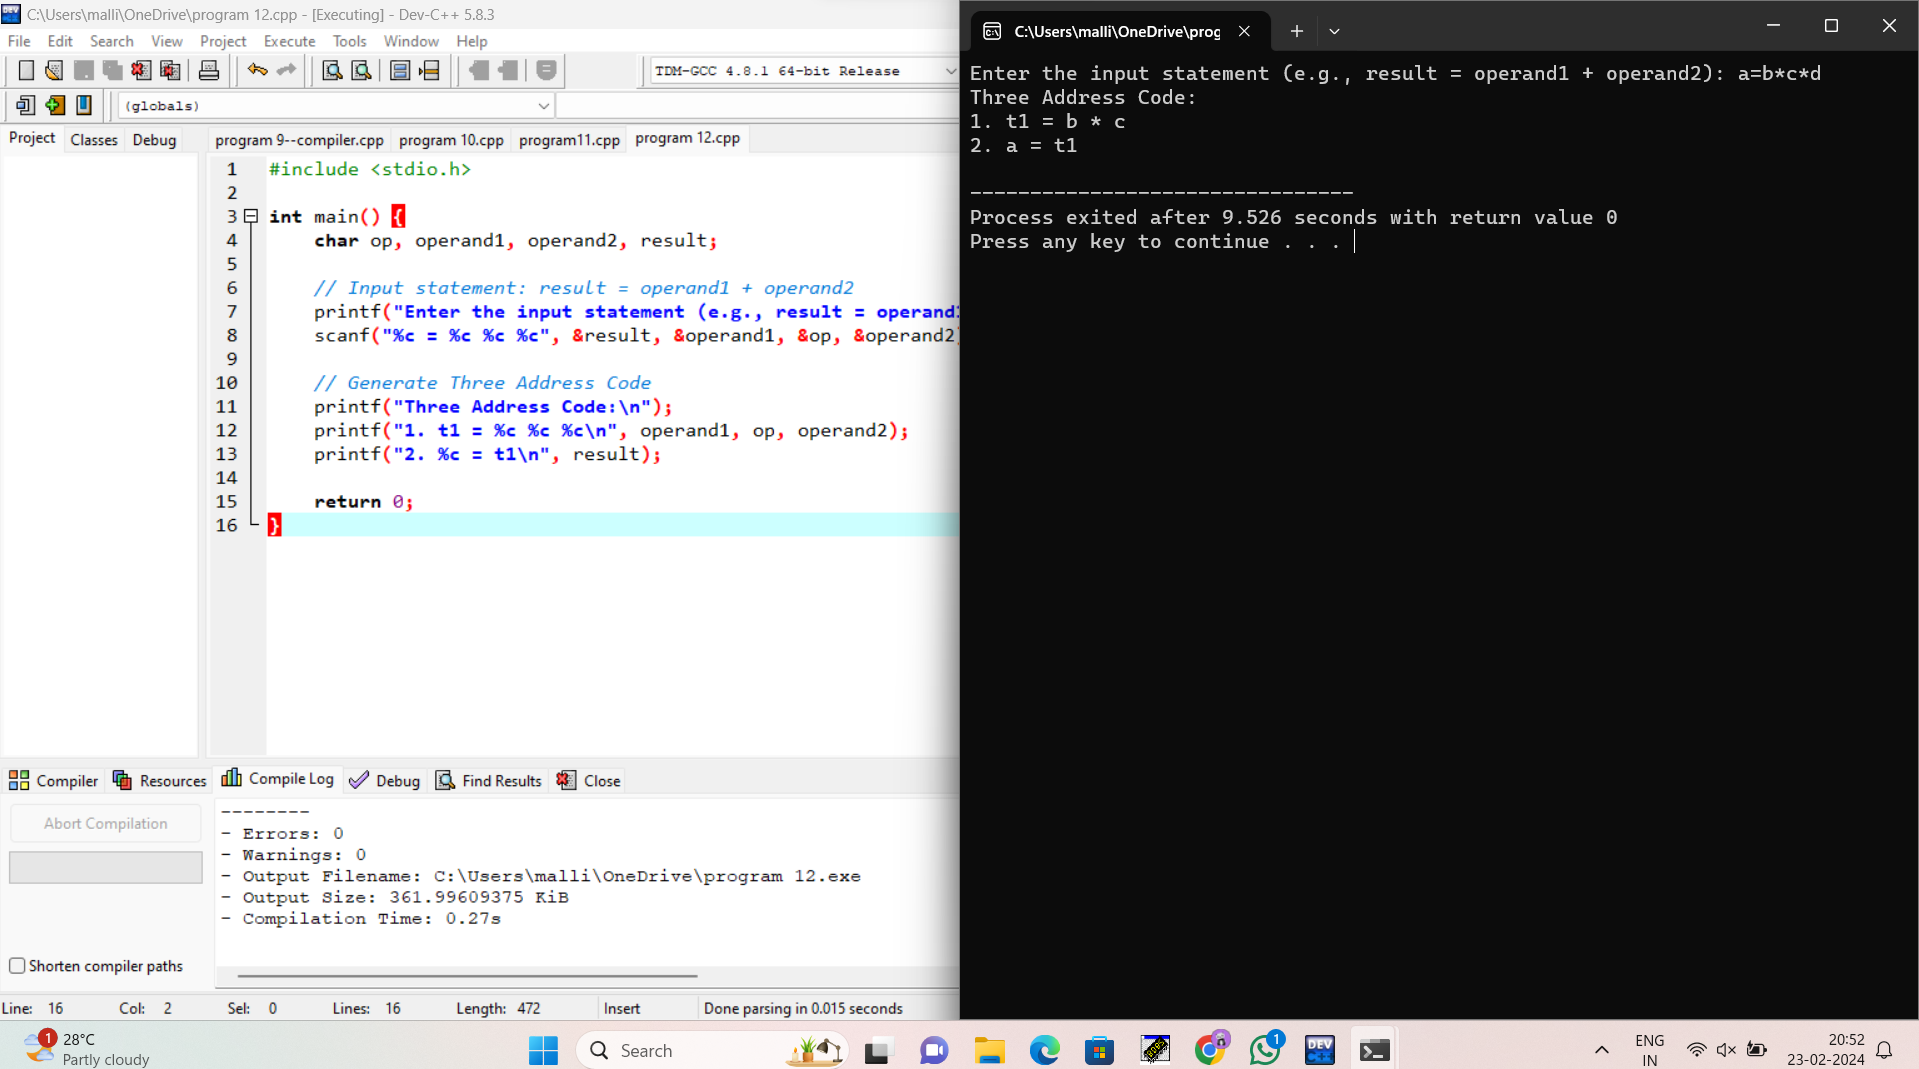 C:\Users\malli\OneDrive\program 12.cpp - [Executing] - Dev-C++ 5.8.3
File Edit Search View Project Execute Tools Window Help
TDM-GCC 4.8.1 64-bit Release
(globals)
Project Classes Debug
program 9--compiler.cpp program 10.cpp program11.cpp program 12.cpp
1 #include <stdio.h>
2
3 int main() {
4 char op, operand1, operand2, result;
5
6 // Input statement: result = operand1 + operand2
7 printf("Enter the input statement (e.g., result = operand1
8 scanf("%c = %c %c %c", &result, &operand1, &op, &operand2)
9
10 // Generate Three Address Code
11 printf("Three Address Code:\n");
12 printf("1. t1 = %c %c %c\n", operand1, op, operand2);
13 printf("2. %c = t1\n", result);
14
15 return 0;
16 }
Compiler Resources Compile Log Debug Find Results Close
Abort Compilation
Shorten compiler paths
--------
- Errors: 0
- Warnings: 0
- Output Filename: C:\Users\malli\OneDrive\program 12.exe
- Output Size: 361.99609375 KiB
- Compilation Time: 0.27s
Line: 16 Col: 2 Sel: 0 Lines: 16 Length: 472 Insert Done parsing in 0.015 seconds
C:\Users\malli\OneDrive\prog
Enter the input statement (e.g., result = operand1 + operand2): a=b*c*d
Three Address Code:
1. t1 = b * c
2. a = t1
--------------------------------
Process exited after 9.526 seconds with return value 0
Press any key to continue . . .
1
28°C
Partly cloudy
Search
1
DEV
C++
ENG
IN
20:52
23-02-2024